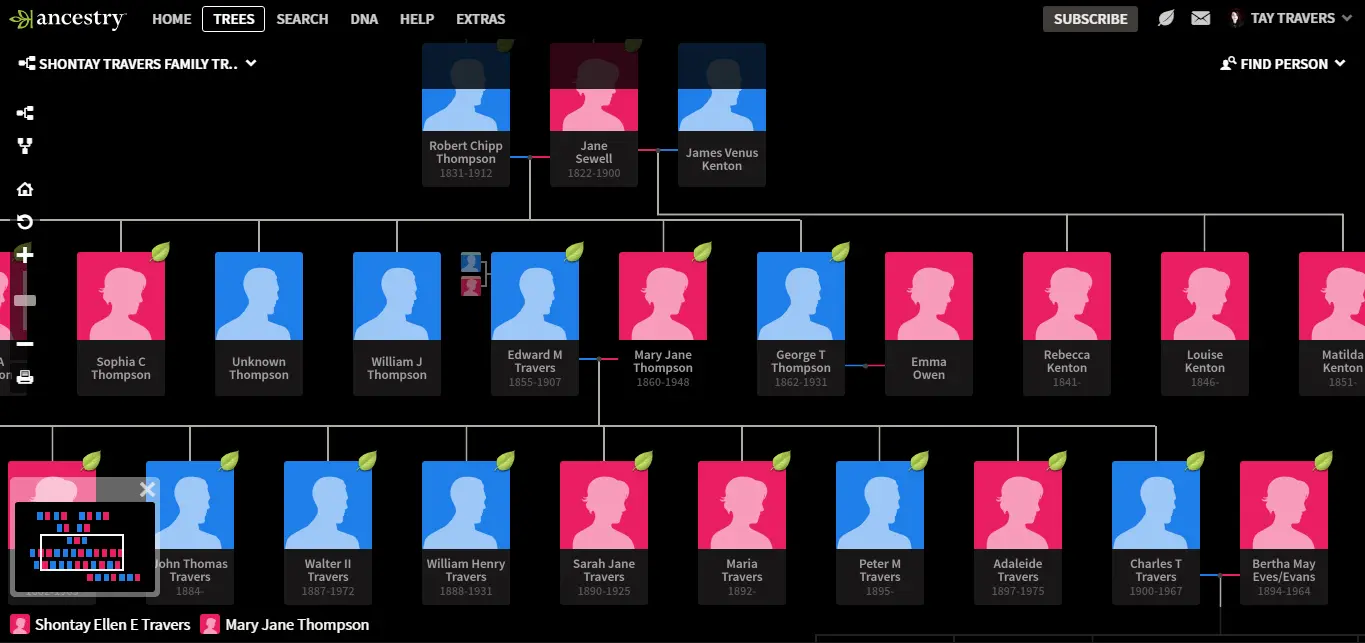 ancestry HOME TREES SEARCH DNA HELP EXTRAS SUBSCRIBE TAY TRAVERS
SHONTAY TRAVERS FAMILY TR.. FIND PERSON
Robert Chipp
Thompson
1831-1912
Jane
Sewell
1822-1900
James Venus
Kenton
Sophia C
Thompson
Unknown
Thompson
William J
Thompson
Edward M
Travers
1855-1907
Mary Jane
Thompson
1860-1948
George T
Thompson
1862-1931
Emma
Owen
Rebecca
Kenton
1841-
Louise
Kenton
1846-
Matilda
Kenton
1851-
John Thomas
Travers
1884-
Walter II
Travers
1887-1972
William Henry
Travers
1888-1931
Sarah Jane
Travers
1890-1925
Maria
Travers
1892-
Peter M
Travers
1895-
Adaleide
Travers
1897-1975
Charles T
Travers
1900-1967
Bertha May
Eves/Evans
1894-1964
Shontay Ellen E Travers Mary Jane Thompson